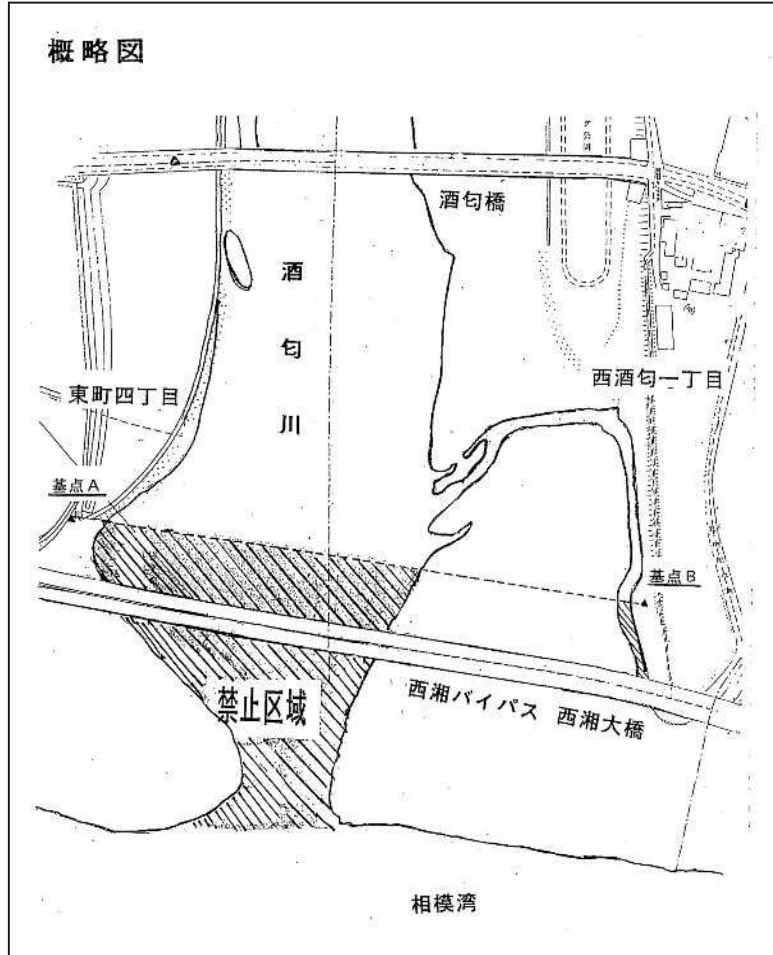 概略図
酒匂橋
酒匂川
東町四丁目
西酒匂一丁目
基点A
基点B
禁止区域
西湘バイパス 西湘大橋
相模湾